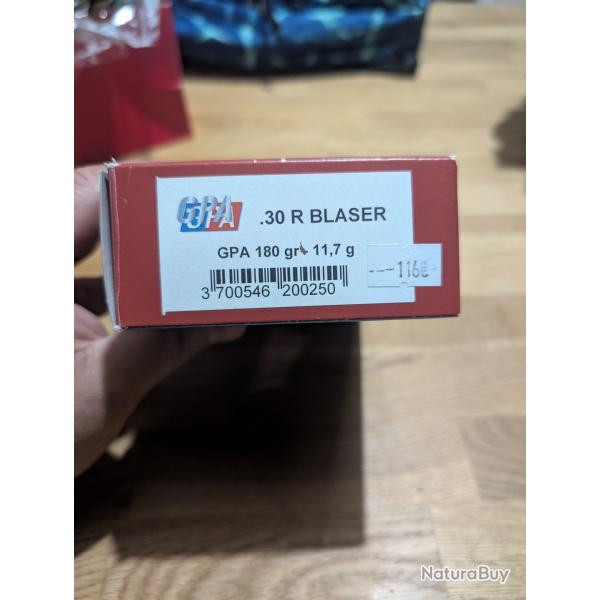 GPA
.30 R BLASER
GPA 180 gr - 11,7 g
---116€-
3 700546 200250
NaturaBuy